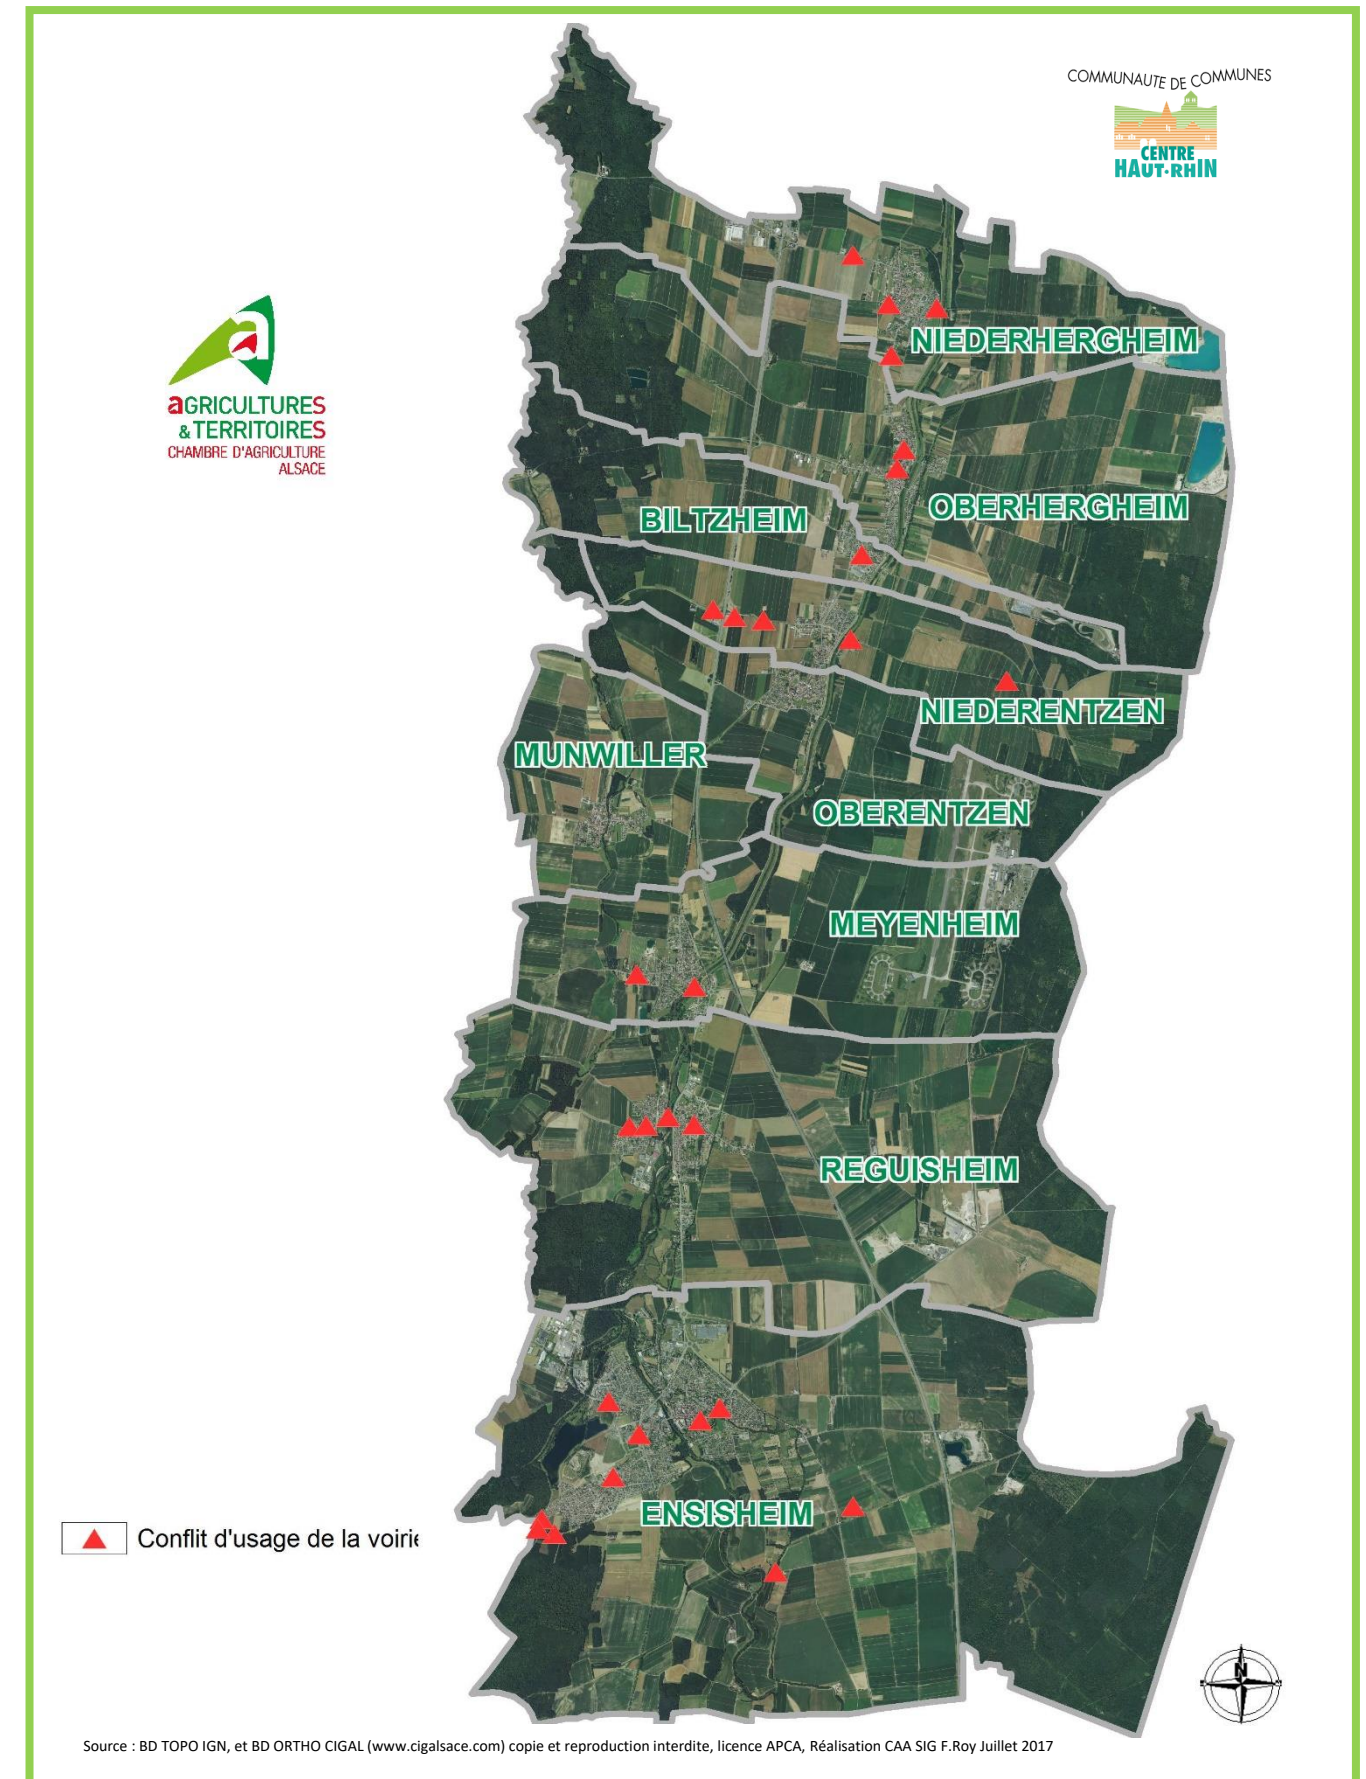 COMMUNAUTE DE COMMUNES
CENTRE
HAUT-RHIN
aGRICULTURES
& TERRITOIRES
CHAMBRE D'AGRICULTURE
ALSACE
NIEDERHERGHEIM
OBERHERGHEIM
BILTZHEIM
NIEDERENTZEN
MUNWILLER
OBERENTZEN
MEYENHEIM
REGUISHEIM
ENSISHEIM
Conflit d'usage de la voirie
N
Source : BD TOPO IGN, et BD ORTHO CIGAL (www.cigalsace.com) copie et reproduction interdite, licence APCA, Réalisation CAA SIG F.Roy Juillet 2017